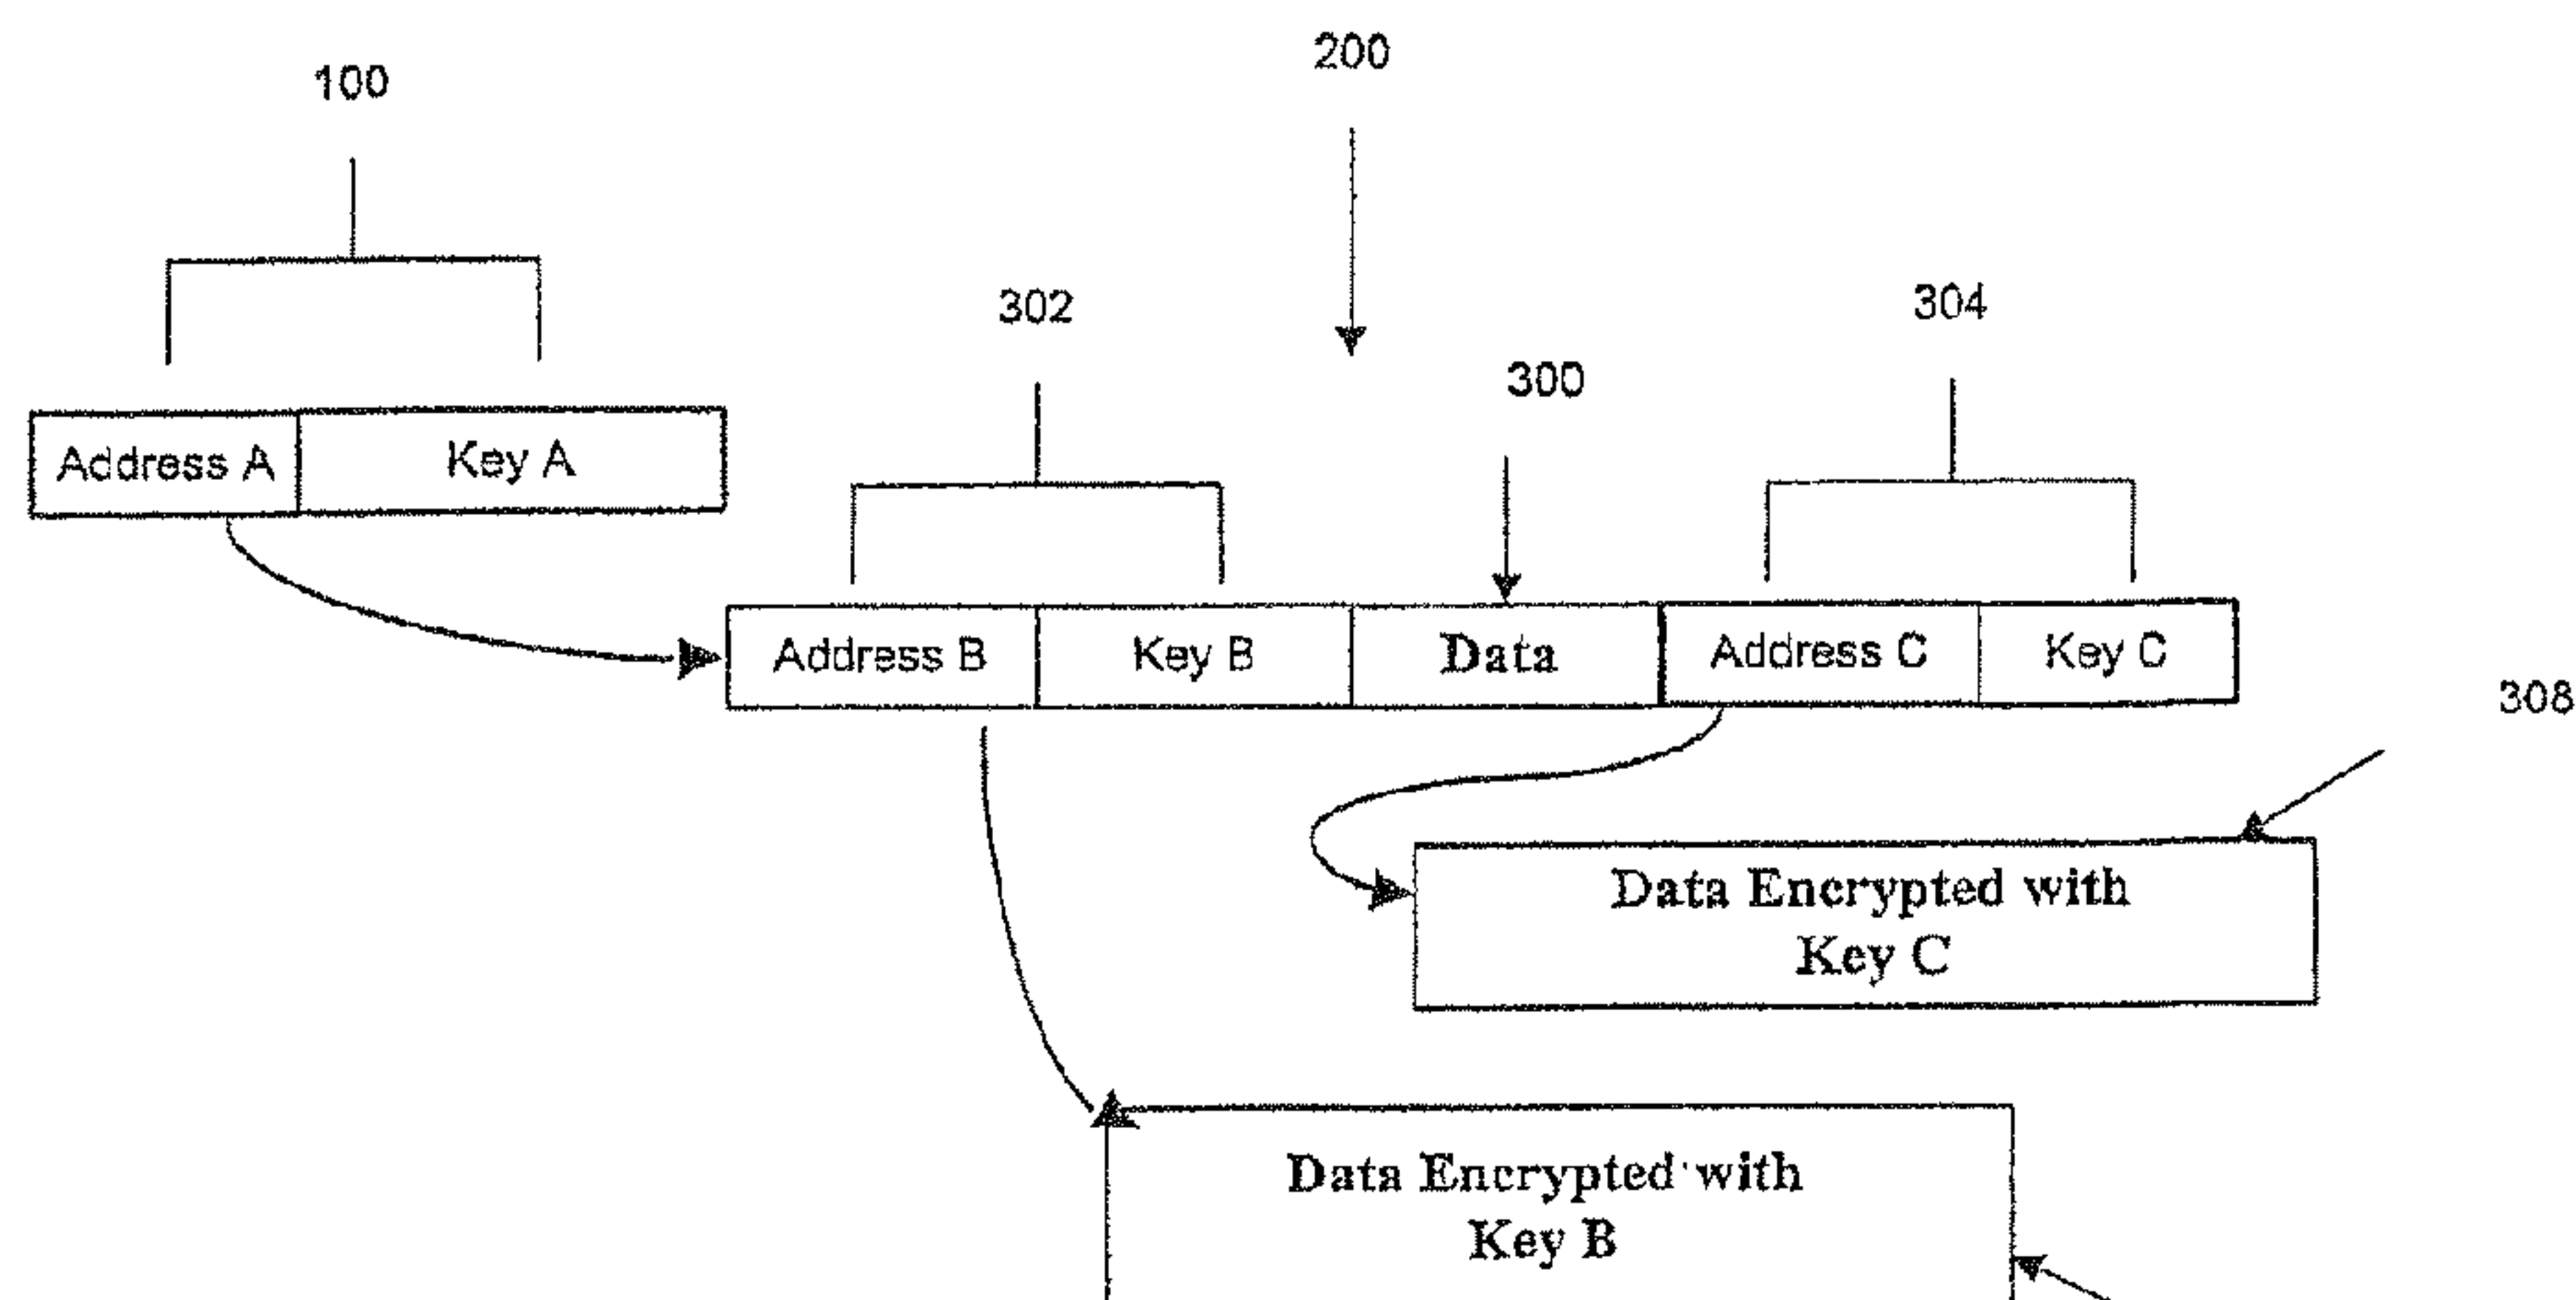 200
100
302
304
300
Address A Key A
Address B Key B Data Address C Key C
308
Data Encrypted with
Key C
Data Encrypted with
Key B